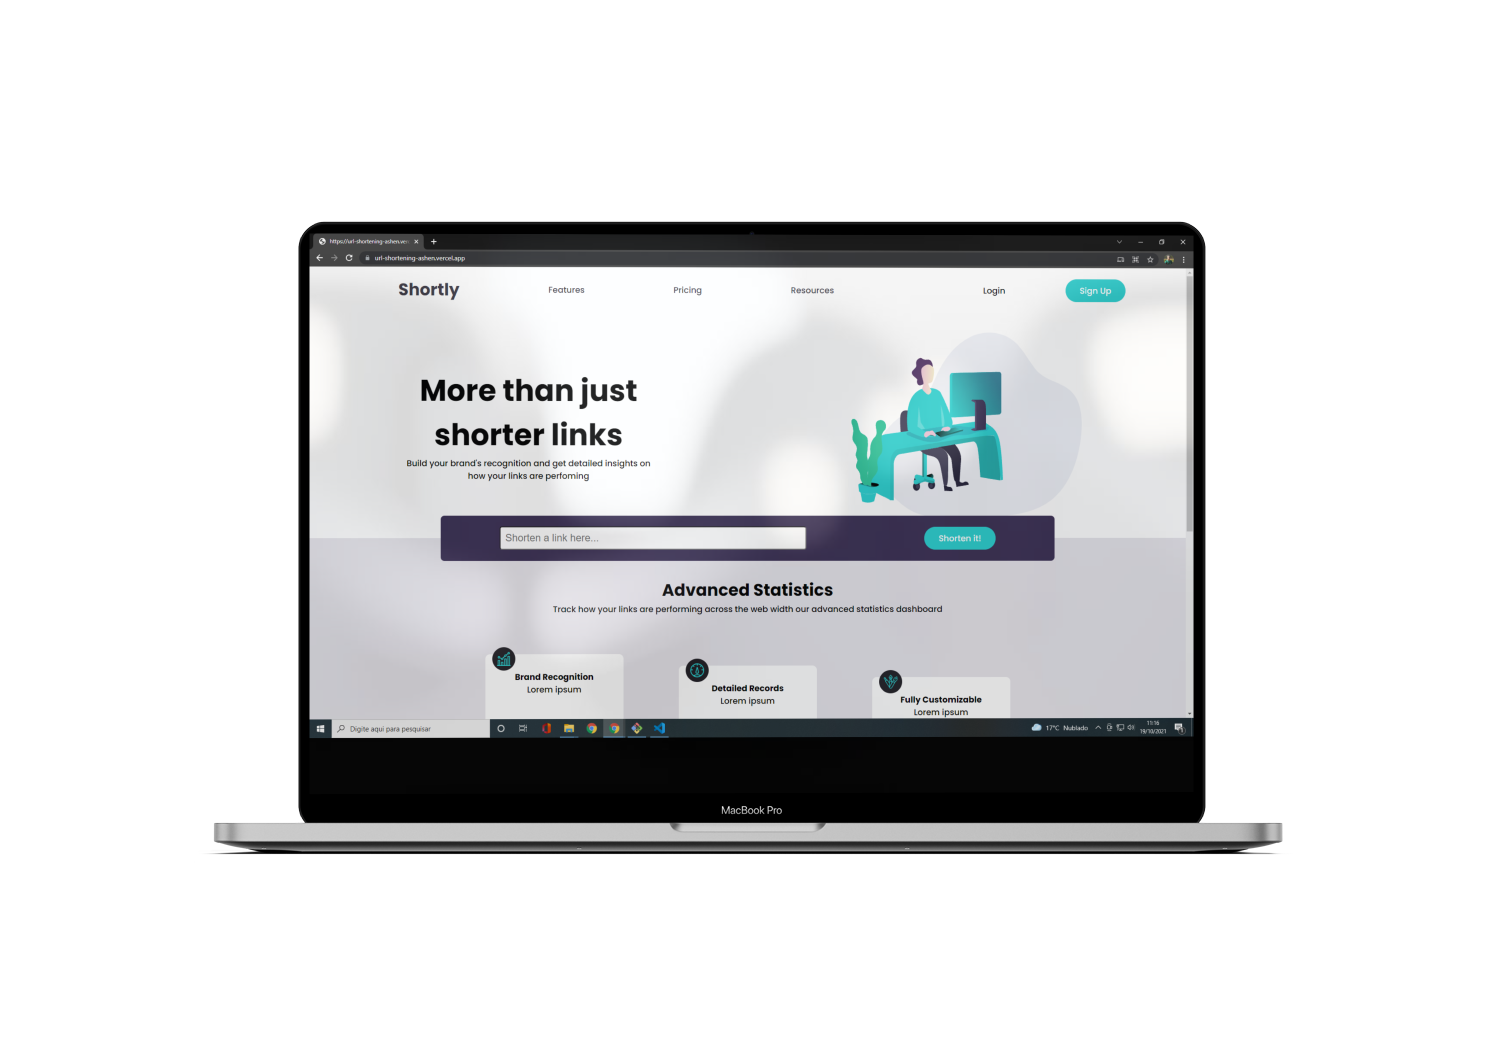 https://url-shortening-ashen.ver
url-shortening-ashen.vercel.app
Shortly
Features
Pricing
Resources
Login
Sign Up
More than just
shorter links
Build your brand's recognition and get detailed insights on
how your links are perfoming
Shorten a link here...
Shorten it!
Advanced Statistics
Track how your links are performing across the web width our advanced statistics dashboard
Brand Recognition
Lorem ipsum
Detailed Records
Lorem ipsum
Fully Customizable
Lorem ipsum
Digite aqui para pesquisar
17°C Nublado
11:16
19/10/2021
MacBook Pro